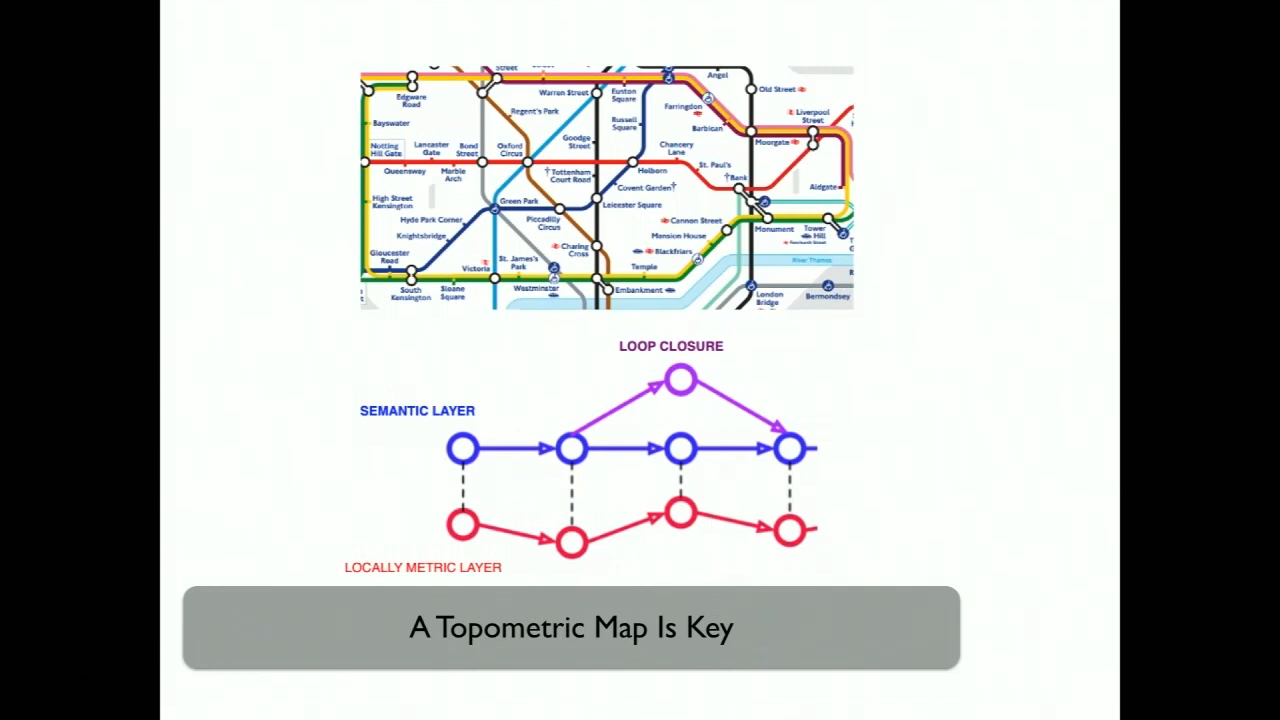 Street
Angel
Edgware
Road
Warren Street
Euston
Square
Old Street
Farringdon
Liverpool
Street
Regent's Park
Bayswater
Russell
Square
Barbican
Moorgate
Notting
Hill Gate
Lancaster
Gate
Bond
Street
Oxford
Circus
Goodge
Street
Chancery
Lane
St. Paul's
Queensway
Marble
Arch
Tottenham
Court Road
Holborn
Bank
Covent Garden
Aldgate
High Street
Kensington
Green Park
Leicester Square
Hyde Park Corner
Piccadilly
Circus
Cannon Street
Monument
Tower
Hill
Knightsbridge
Mansion House
Charing
Cross
Blackfriars
Gloucester
Road
Victoria
St. James's
Park
Temple
River Thames
South
Kensington
Sloane
Square
Westminster
Embankment
London
Bridge
Bermondsey
LOOP CLOSURE
SEMANTIC LAYER
LOCALLY METRIC LAYER
A Topometric Map Is Key